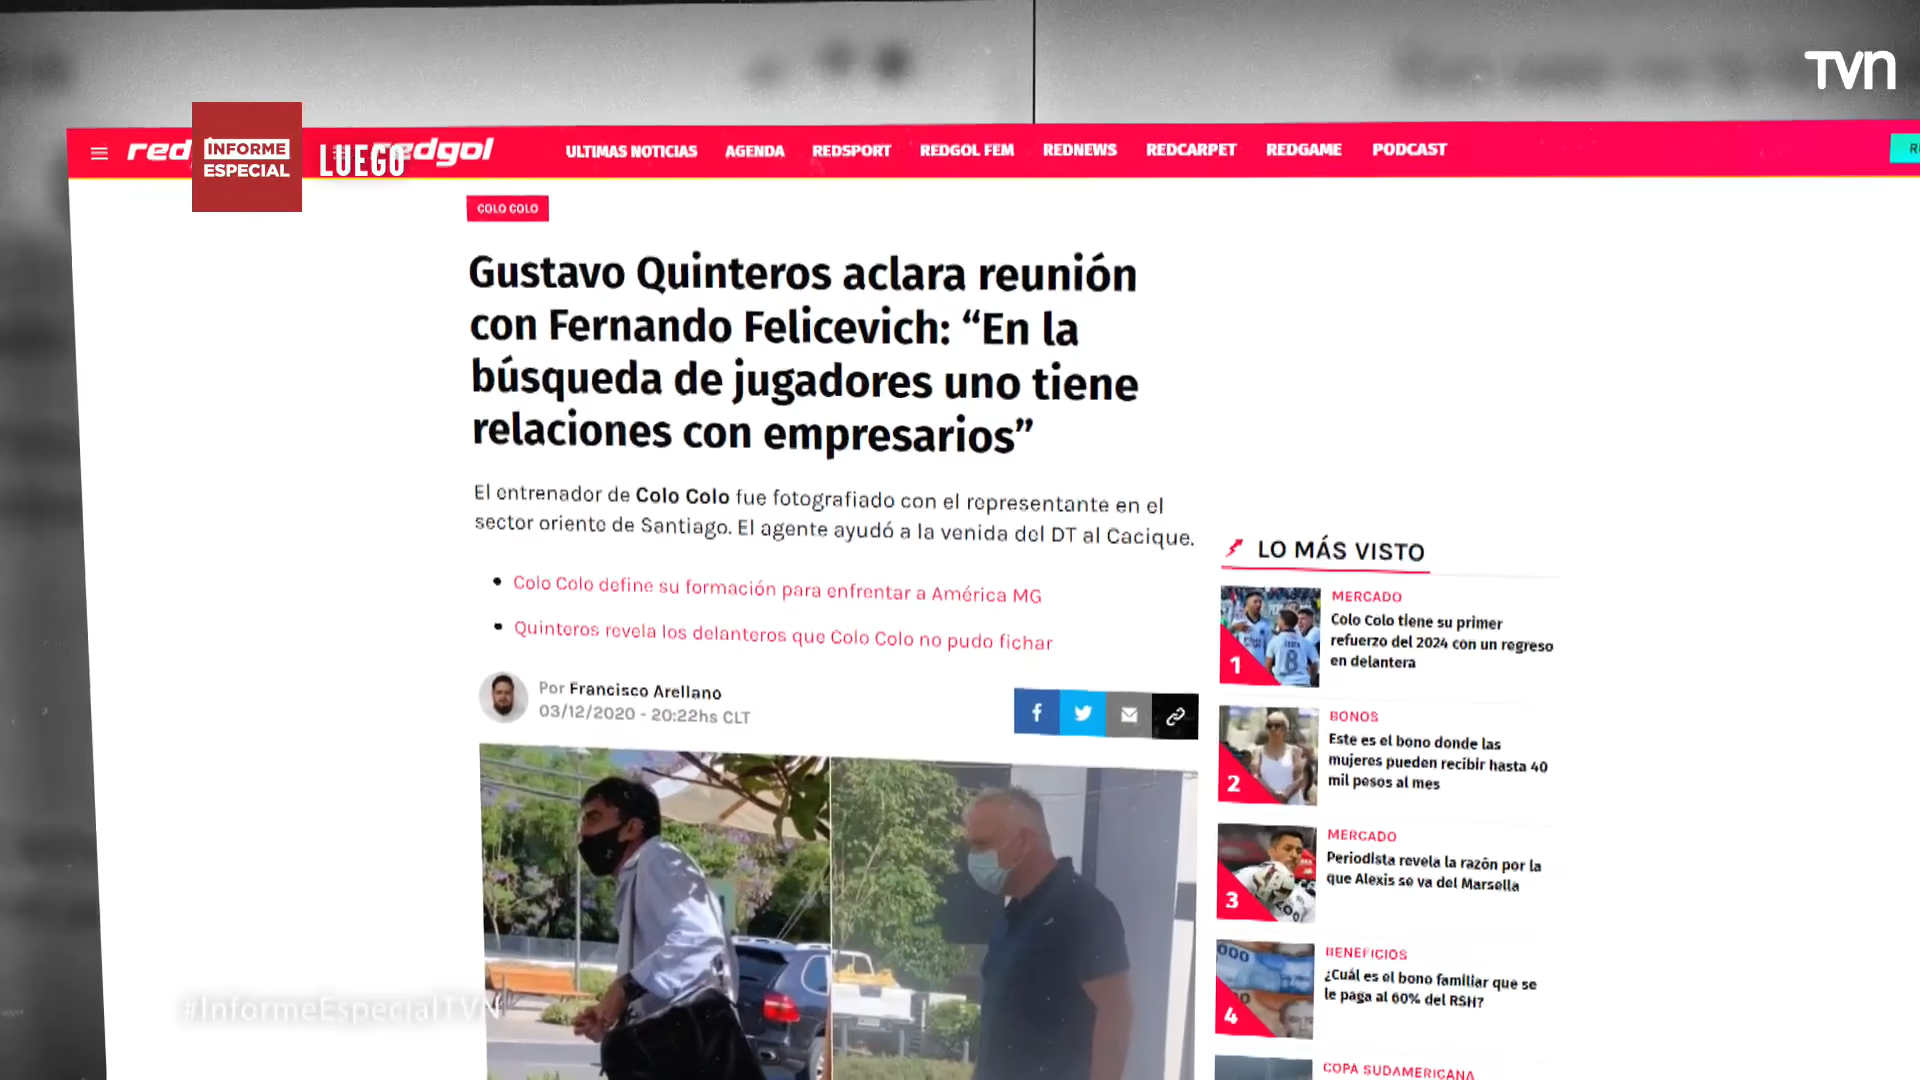 TVN
INFORME
ESPECIAL
LUEGO
red
redgol
ULTIMAS NOTICIAS
AGENDA
REDSPORT
REDGOL FEM
REDNEWS
REDCARPET
REDGAME
PODCAST
COLO COLO
Gustavo Quinteros aclara reunión
con Fernando Felicevich: “En la
búsqueda de jugadores uno tiene
relaciones con empresarios”
El entrenador de Colo Colo fue fotografiado con el representante en el
sector oriente de Santiago. El agente ayudó a la venida del DT al Cacique.
• Colo Colo define su formación para enfrentar a América MG
• Quinteros revela los delanteros que Colo Colo no pudo fichar
Por Francisco Arellano
03/12/2020 - 20:22hs CLT
LO MÁS VISTO
1
MERCADO
Colo Colo tiene su primer
refuerzo del 2024 con un regreso
en delantera
8
2
BONOS
Este es el bono donde las
mujeres pueden recibir hasta 40
mil pesos al mes
3
MERCADO
Periodista revela la razón por la
que Alexis se va del Marsella
4
BENEFICIOS
¿Cuál es el bono familiar que se
le paga al 60% del RSH?
COPA SUDAMERICANA
#InformeEspecialTVN